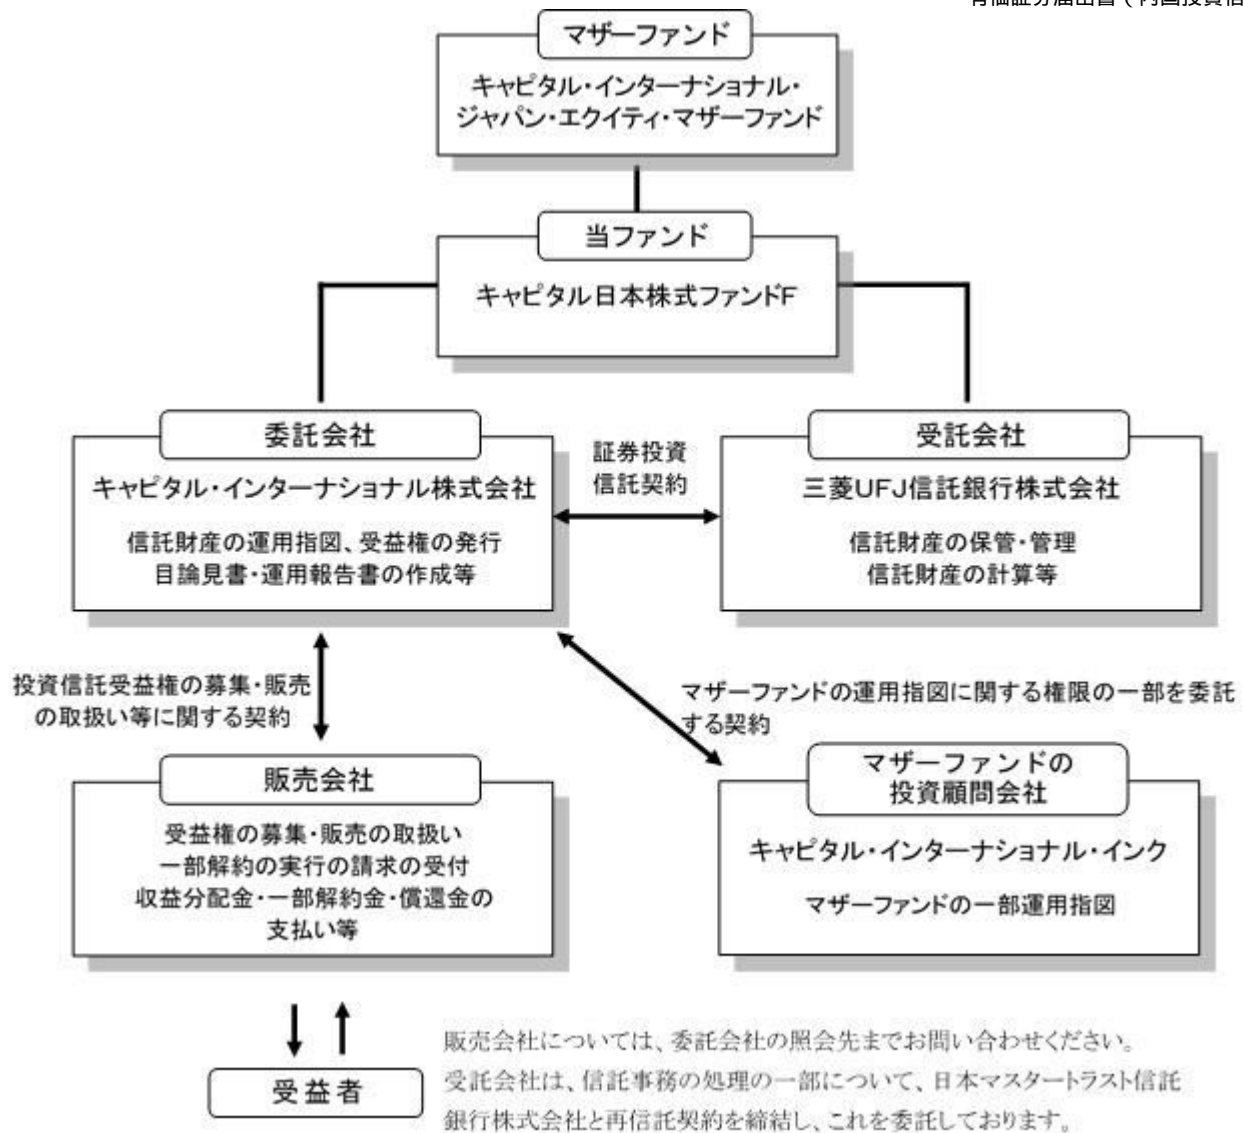 マザーファンド
キャピタル・インターナショナル・
ジャパン・エクイティ・マザーファンド
当ファンド
キャピタル日本株式ファンドF
委託会社
キャピタル・インターナショナル株式会社
信託財産の運用指図、受益権の発行
目論見書・運用報告書の作成等
証券投資
信託契約
受託会社
三菱UFJ信託銀行株式会社
信託財産の保管・管理
信託財産の計算等
投資信託受益権の募集・販売
の取扱い等に関する契約
マザーファンドの運用指図に関する権限の一部を委託
する契約
販売会社
受益権の募集・販売の取扱い
一部解約の実行の請求の受付
収益分配金・一部解約金・償還金の
支払い等
マザーファンドの
投資顧問会社
キャピタル・インターナショナル・インク
マザーファンドの一部運用指図
受益者
販売会社については、委託会社の照会先までお問い合わせください。
受託会社は、信託事務の処理の一部について、日本マスタートラスト信託
銀行株式会社と再信託契約を締結し、これを委託しております。